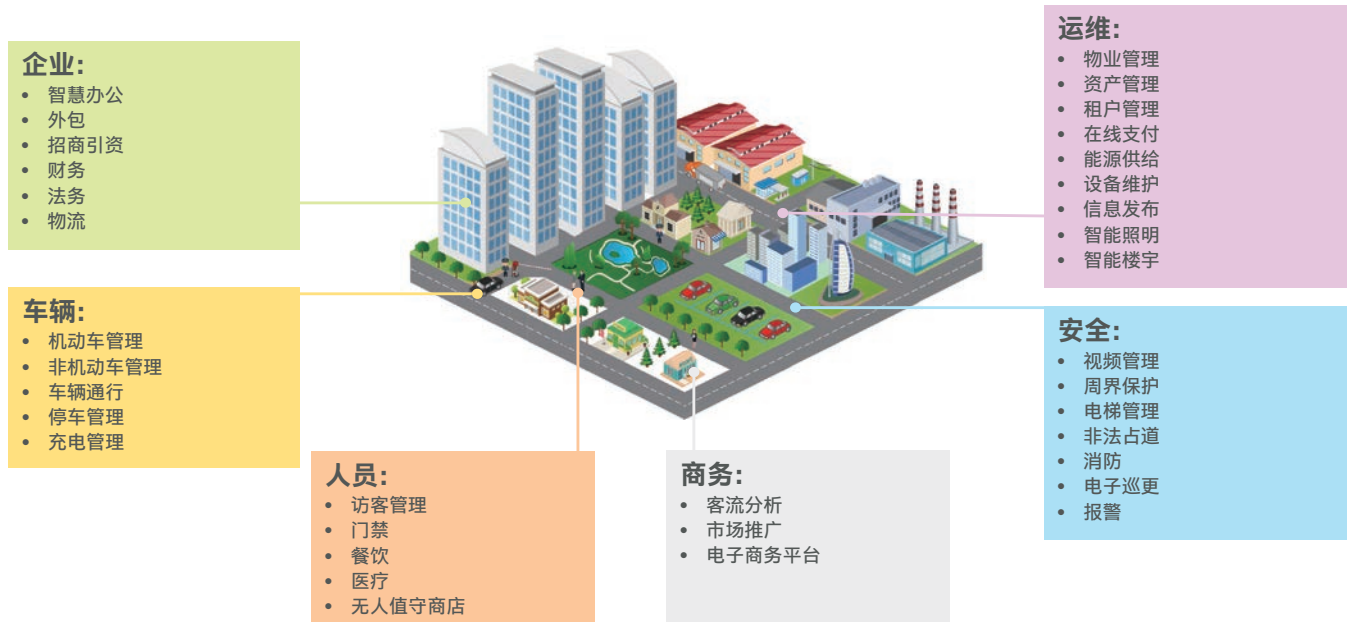 企业:
• 智慧办公
• 外包
• 招商引资
• 财务
• 法务
• 物流
车辆:
• 机动车管理
• 非机动车管理
• 车辆通行
• 停车管理
• 充电管理
人员:
• 访客管理
• 门禁
• 餐饮
• 医疗
• 无人值守商店
商务:
• 客流分析
• 市场推广
• 电子商务平台
运维:
• 物业管理
• 资产管理
• 租户管理
• 在线支付
• 能源供给
• 设备维护
• 信息发布
• 智能照明
• 智能楼宇
安全:
• 视频管理
• 周界保护
• 电梯管理
• 非法占道
• 消防
• 电子巡更
• 报警